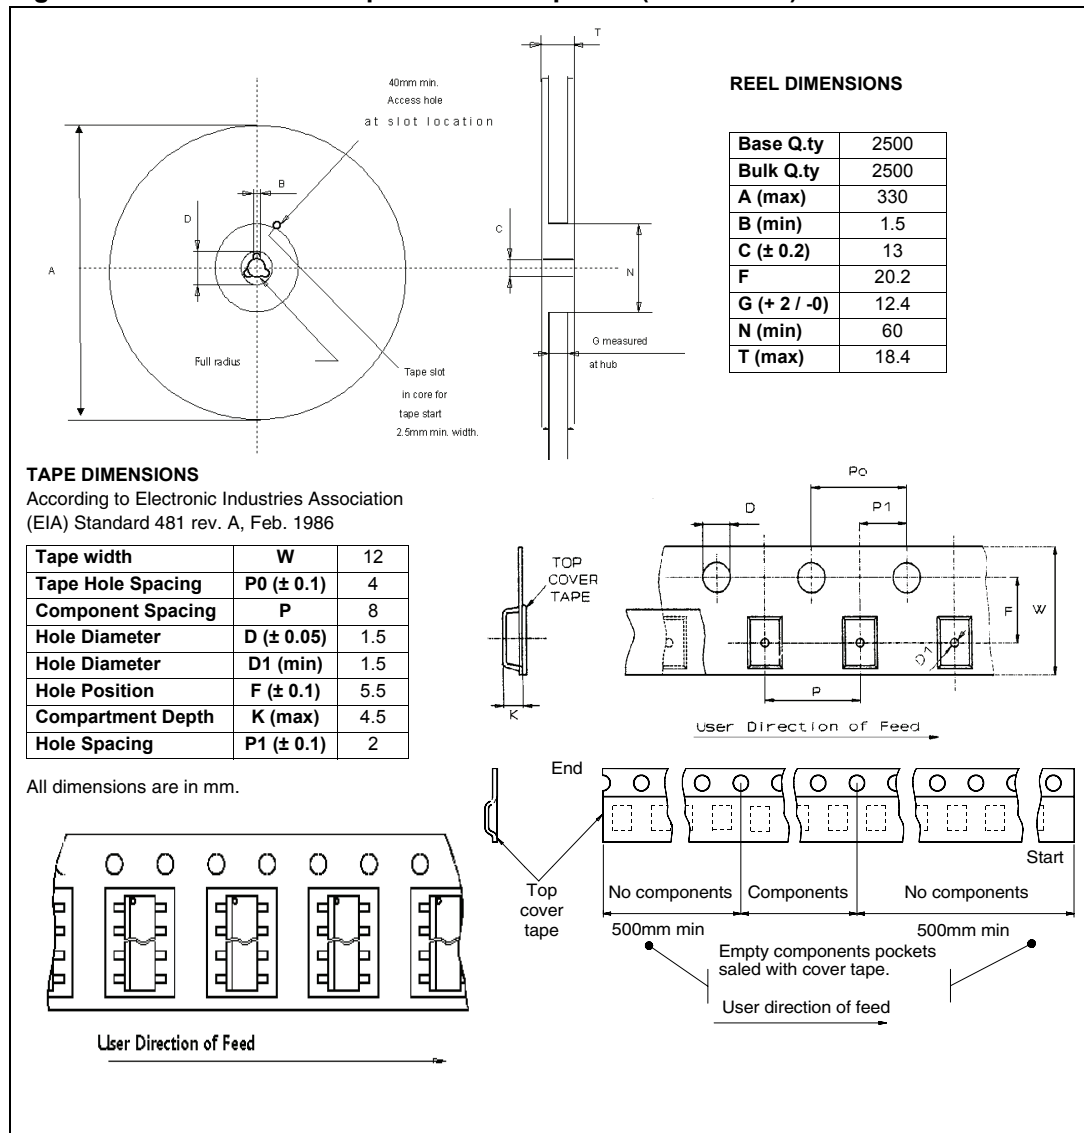 T
40mm min.
Access hole
at slot location
B
D
A
C
N
Full radius
G measured
at hub
Tape slot
in core for
tape start
2.5mm min. width.
REEL DIMENSIONS
Base Q.ty 2500
Bulk Q.ty 2500
A (max) 330
B (min) 1.5
C (± 0.2) 13
F 20.2
G (+ 2 / -0) 12.4
N (min) 60
T (max) 18.4
TAPE DIMENSIONS
According to Electronic Industries Association
(EIA) Standard 481 rev. A, Feb. 1986
Tape width W 12
Tape Hole Spacing P0 (± 0.1) 4
Component Spacing P 8
Hole Diameter D (± 0.05) 1.5
Hole Diameter D1 (min) 1.5
Hole Position F (± 0.1) 5.5
Compartment Depth K (max) 4.5
Hole Spacing P1 (± 0.1) 2
All dimensions are in mm.
Po
D
P1
TOP
COVER
TAPE
F
W
D1
K
P
User Direction of Feed
End
Start
Top
cover
tape
No components
Components
No components
500mm min
500mm min
Empty components pockets
saled with cover tape.
User direction of feed
User Direction of Feed